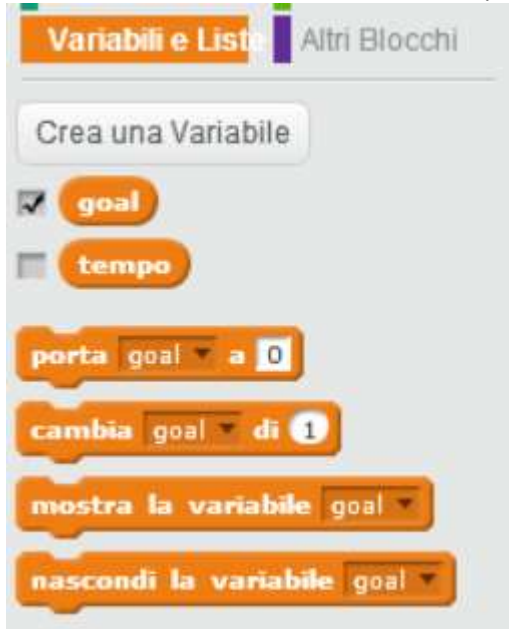 Variabili e Liste Altri Blocchi
Crea una Variabile
goal
tempo
porta goal a 0
cambia goal di 1
mostra la variabile goal
nascondi la variabile goal